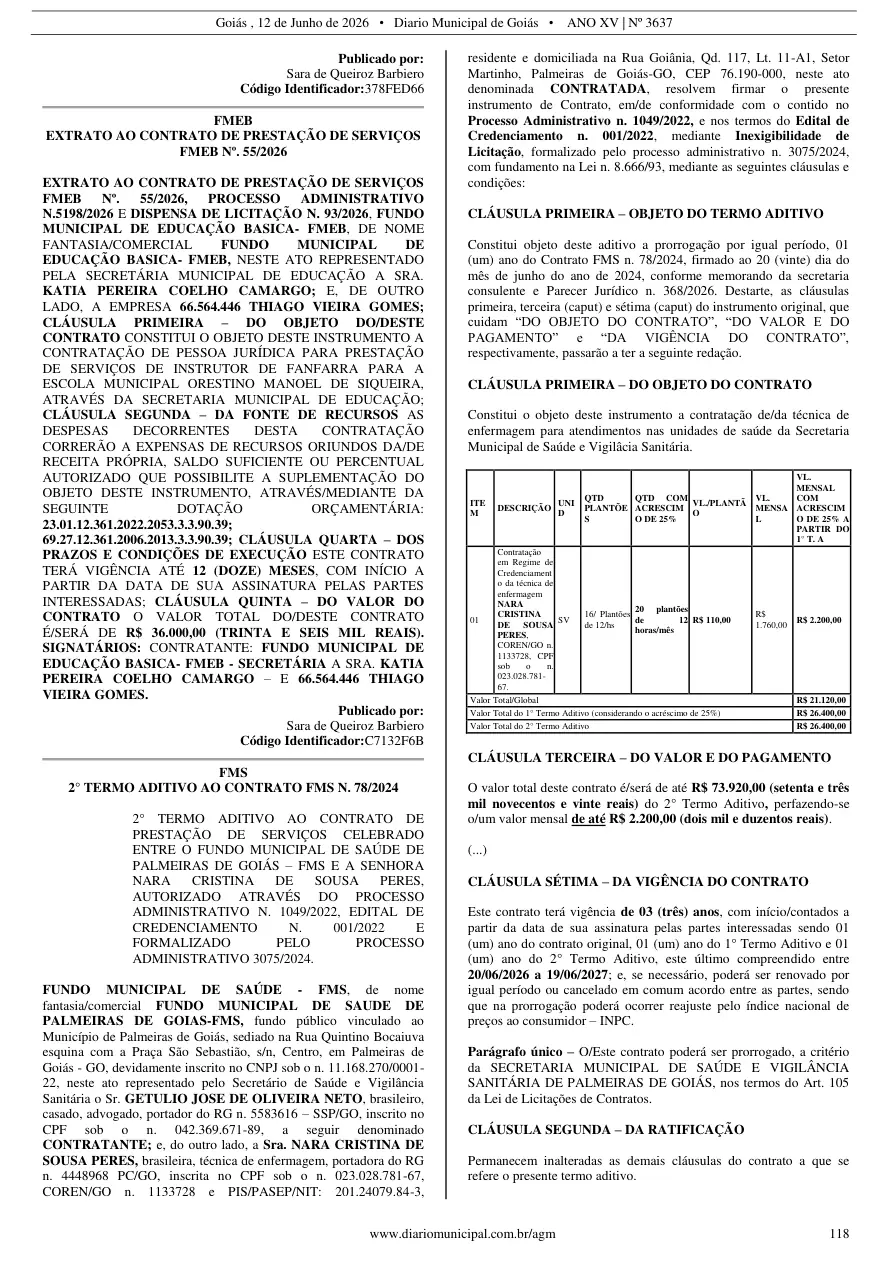 Goiás , 12 de Junho de 2026 • Diario Municipal de Goiás • ANO XV | Nº 3637
Publicado por:
Sara de Queiroz Barbiero
Código Identificador:378FED66
FMEB
EXTRATO AO CONTRATO DE PRESTAÇÃO DE SERVIÇOS
FMEB Nº. 55/2026
EXTRATO AO CONTRATO DE PRESTAÇÃO DE SERVIÇOS
FMEB Nº. 55/2026, PROCESSO ADMINISTRATIVO
N.5198/2026 E DISPENSA DE LICITAÇÃO N. 93/2026, FUNDO
MUNICIPAL DE EDUCAÇÃO BASICA- FMEB, DE NOME
FANTASIA/COMERCIAL FUNDO MUNICIPAL DE
EDUCAÇÃO BASICA- FMEB, NESTE ATO REPRESENTADO
PELA SECRETÁRIA MUNICIPAL DE EDUCAÇÃO A SRA.
KATIA PEREIRA COELHO CAMARGO; E, DE OUTRO
LADO, A EMPRESA 66.564.446 THIAGO VIEIRA GOMES;
CLÁUSULA PRIMEIRA – DO OBJETO DO/DESTE
CONTRATO CONSTITUI O OBJETO DESTE INSTRUMENTO A
CONTRATAÇÃO DE PESSOA JURÍDICA PARA PRESTAÇÃO
DE SERVIÇOS DE INSTRUTOR DE FANFARRA PARA A
ESCOLA MUNICIPAL ORESTINO MANOEL DE SIQUEIRA,
ATRAVÉS DA SECRETARIA MUNICIPAL DE EDUCAÇÃO;
CLÁUSULA SEGUNDA – DA FONTE DE RECURSOS AS
DESPESAS DECORRENTES DESTA CONTRATAÇÃO
CORRERÃO A EXPENSAS DE RECURSOS ORIUNDOS DA/DE
RECEITA PRÓPRIA, SALDO SUFICIENTE OU PERCENTUAL
AUTORIZADO QUE POSSIBILITE A SUPLEMENTAÇÃO DO
OBJETO DESTE INSTRUMENTO, ATRAVÉS/MEDIANTE DA
SEGUINTE DOTAÇÃO ORÇAMENTÁRIA:
23.01.12.361.2022.2053.3.3.90.39;
69.27.12.361.2006.2013.3.3.90.39; CLÁUSULA QUARTA – DOS
PRAZOS E CONDIÇÕES DE EXECUÇÃO ESTE CONTRATO
TERÁ VIGÊNCIA ATÉ 12 (DOZE) MESES, COM INÍCIO A
PARTIR DA DATA DE SUA ASSINATURA PELAS PARTES
INTERESSADAS; CLÁUSULA QUINTA – DO VALOR DO
CONTRATO O VALOR TOTAL DO/DESTE CONTRATO
É/SERÁ DE R$ 36.000,00 (TRINTA E SEIS MIL REAIS).
SIGNATÁRIOS: CONTRATANTE: FUNDO MUNICIPAL DE
EDUCAÇÃO BASICA- FMEB - SECRETÁRIA A SRA. KATIA
PEREIRA COELHO CAMARGO – E 66.564.446 THIAGO
VIEIRA GOMES.
Publicado por:
Sara de Queiroz Barbiero
Código Identificador:C7132F6B
FMS
2° TERMO ADITIVO AO CONTRATO FMS N. 78/2024
2° TERMO ADITIVO AO CONTRATO DE
PRESTAÇÃO DE SERVIÇOS CELEBRADO
ENTRE O FUNDO MUNICIPAL DE SAÚDE DE
PALMEIRAS DE GOIÁS – FMS E A SENHORA
NARA CRISTINA DE SOUSA PERES,
AUTORIZADO ATRAVÉS DO PROCESSO
ADMINISTRATIVO N. 1049/2022, EDITAL DE
CREDENCIAMENTO N. 001/2022 E
FORMALIZADO PELO PROCESSO
ADMINISTRATIVO 3075/2024.
FUNDO MUNICIPAL DE SAÚDE - FMS, de nome
fantasia/comercial FUNDO MUNICIPAL DE SAUDE DE
PALMEIRAS DE GOIAS-FMS, fundo público vinculado ao
Município de Palmeiras de Goiás, sediado na Rua Quintino Bocaiuva
esquina com a Praça São Sebastião, s/n, Centro, em Palmeiras de
Goiás - GO, devidamente inscrito no CNPJ sob o n. 11.168.270/0001-
22, neste ato representado pelo Secretário de Saúde e Vigilância
Sanitária o Sr. GETULIO JOSE DE OLIVEIRA NETO, brasileiro,
casado, advogado, portador do RG n. 5583616 – SSP/GO, inscrito no
CPF sob o n. 042.369.671-89, a seguir denominado
CONTRATANTE; e, do outro lado, a Sra. NARA CRISTINA DE
SOUSA PERES, brasileira, técnica de enfermagem, portadora do RG
n. 4448968 PC/GO, inscrita no CPF sob o n. 023.028.781-67,
COREN/GO n. 1133728 e PIS/PASEP/NIT: 201.24079.84-3,
residente e domiciliada na Rua Goiânia, Qd. 117, Lt. 11-A1, Setor
Martinho, Palmeiras de Goiás-GO, CEP 76.190-000, neste ato
denominada CONTRATADA, resolvem firmar o presente
instrumento de Contrato, em/de conformidade com o contido no
Processo Administrativo n. 1049/2022, e nos termos do Edital de
Credenciamento n. 001/2022, mediante Inexigibilidade de
Licitação, formalizado pelo processo administrativo n. 3075/2024,
com fundamento na Lei n. 8.666/93, mediante as seguintes cláusulas e
condições:
CLÁUSULA PRIMEIRA – OBJETO DO TERMO ADITIVO
Constitui objeto deste aditivo a prorrogação por igual período, 01
(um) ano do Contrato FMS n. 78/2024, firmado ao 20 (vinte) dia do
mês de junho do ano de 2024, conforme memorando da secretaria
consulente e Parecer Jurídico n. 368/2026. Destarte, as cláusulas
primeira, terceira (caput) e sétima (caput) do instrumento original, que
cuidam “DO OBJETO DO CONTRATO”, “DO VALOR E DO
PAGAMENTO” e “DA VIGÊNCIA DO CONTRATO”,
respectivamente, passarão a ter a seguinte redação.
CLÁUSULA PRIMEIRA – DO OBJETO DO CONTRATO
Constitui o objeto deste instrumento a contratação de/da técnica de
enfermagem para atendimentos nas unidades de saúde da Secretaria
Municipal de Saúde e Vigilâcia Sanitária.
ITE
M
DESCRIÇÃO
UNI
D
QTD
PLANTÕE
S
QTD COM
ACRESCIM
O DE 25%
VL./PLANTÃ
O
VL.
MENSA
L
VL.
MENSAL
COM
ACRESCIM
O DE 25% A
PARTIR DO
1° T. A
01
Contratação
em Regime de
Credenciament
o da técnica de
enfermagem
NARA
CRISTINA
DE SOUSA
PERES,
COREN/GO n.
1133728, CPF
sob o n.
023.028.781-
67.
SV
16/ Plantões
de 12/hs
20 plantões
de 12
horas/mês
R$ 110,00
R$
1.760,00
R$ 2.200,00
Valor Total/Global R$ 21.120,00
Valor Total do 1° Termo Aditivo (considerando o acréscimo de 25%) R$ 26.400,00
Valor Total do 2° Termo Aditivo R$ 26.400,00
CLÁUSULA TERCEIRA – DO VALOR E DO PAGAMENTO
O valor total deste contrato é/será de até R$ 73.920,00 (setenta e três
mil novecentos e vinte reais) do 2° Termo Aditivo, perfazendo-se
o/um valor mensal de até R$ 2.200,00 (dois mil e duzentos reais).
(...)
CLÁUSULA SÉTIMA – DA VIGÊNCIA DO CONTRATO
Este contrato terá vigência de 03 (três) anos, com início/contados a
partir da data de sua assinatura pelas partes interessadas sendo 01
(um) ano do contrato original, 01 (um) ano do 1° Termo Aditivo e 01
(um) ano do 2° Termo Aditivo, este último compreendido entre
20/06/2026 a 19/06/2027; e, se necessário, poderá ser renovado por
igual período ou cancelado em comum acordo entre as partes, sendo
que na prorrogação poderá ocorrer reajuste pelo índice nacional de
preços ao consumidor – INPC.
Parágrafo único – O/Este contrato poderá ser prorrogado, a critério
da SECRETARIA MUNICIPAL DE SAÚDE E VIGILÂNCIA
SANITÁRIA DE PALMEIRAS DE GOIÁS, nos termos do Art. 105
da Lei de Licitações de Contratos.
CLÁUSULA SEGUNDA – DA RATIFICAÇÃO
Permanecem inalteradas as demais cláusulas do contrato a que se
refere o presente termo aditivo.
www.diariomunicipal.com.br/agm 118